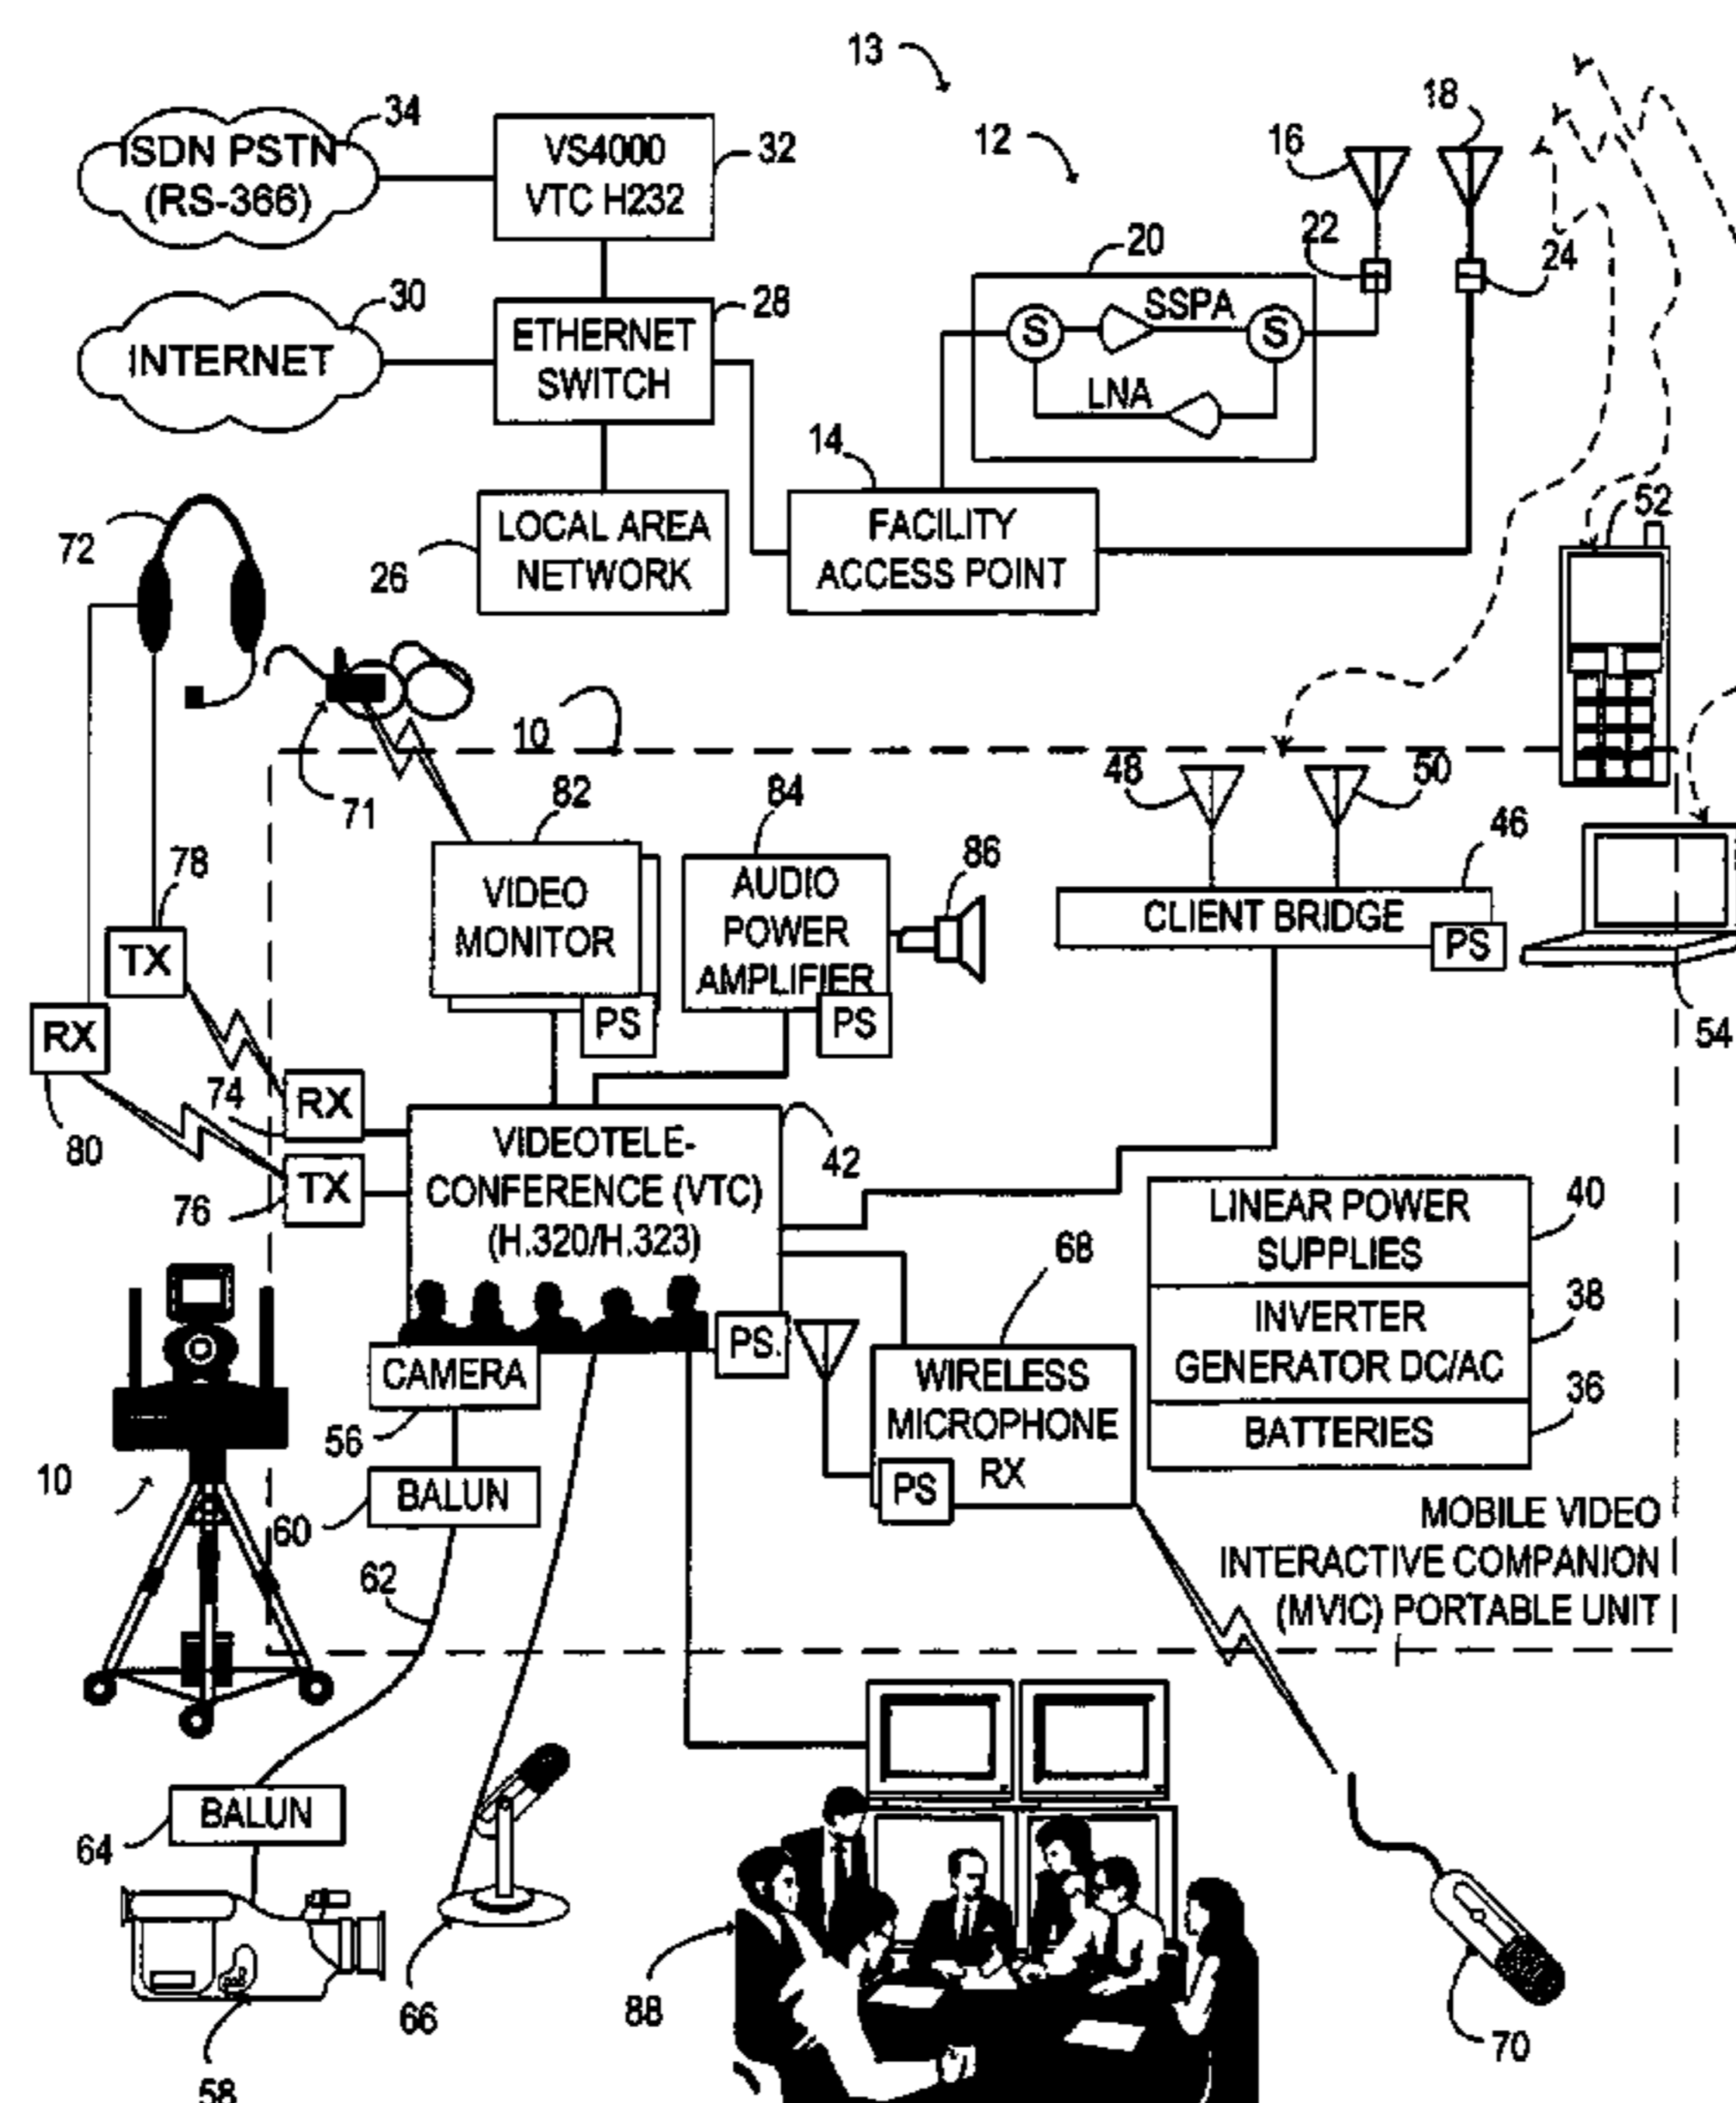 13
34
ISDN PSTN
(RS-366)
VS4000
VTC H232
32
12
16
18
22
24
20
SSPA
S
S
LNA
30
INTERNET
ETHERNET
SWITCH
28
14
FACILITY
ACCESS POINT
LOCAL AREA
NETWORK
26
52
72
71
10
48
50
46
CLIENT BRIDGE
PS
54
82
VIDEO
MONITOR
PS
84
AUDIO
POWER
AMPLIFIER
PS
86
78
TX
RX
80
74
RX
76
TX
VIDEOTELE-
CONFERENCE (VTC)
(H.320/H.323)
42
PS
68
WIRELESS
MICROPHONE
RX
PS
LINEAR POWER
SUPPLIES
40
INVERTER
GENERATOR DC/AC
38
BATTERIES
36
CAMERA
56
BALUN
60
10
62
MOBILE VIDEO
INTERACTIVE COMPANION
(MVIC) PORTABLE UNIT
BALUN
64
58
66
88
70